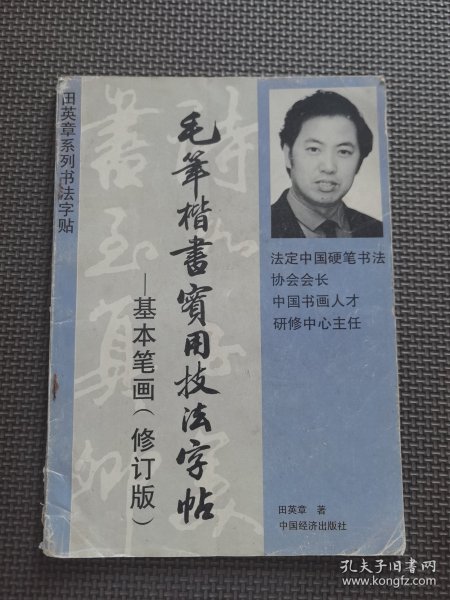 田英章系列书法字贴
毛笔楷書實用技法字帖
—基本笔画(修订版)
法定中国硬笔书法
协会会长
中国书画人才
研修中心主任
田英章 著
中国经济出版社
孔夫子旧书网
www.kongfz.com